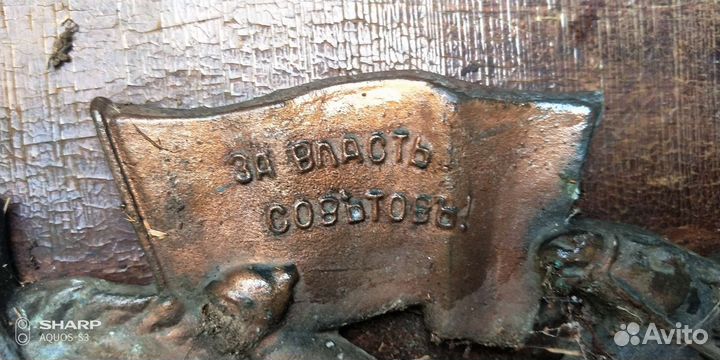 ЗА ВЛАСТЬ
СОВѢТОВЪ!
SHARP
AQUOS-S3
Avito